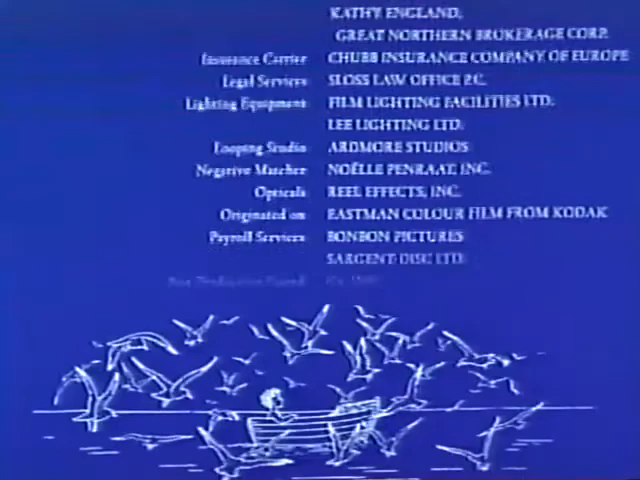 KATHY ENGLAND,
GREAT NORTHERN BROKERAGE CORP.
Insurance Carrier CHUBB INSURANCE COMPANY OF EUROPE
Legal Services SLOSS LAW OFFICE P.C.
Lighting Equipment FILM LIGHTING FACILITIES LTD.
LEE LIGHTING LTD.
Looping Studio ARDMORE STUDIOS
Negative Matcher NOËLLE PENRAAT, INC.
Opticals REEL EFFECTS, INC.
Originated on EASTMAN COLOUR FILM FROM KODAK
Payroll Services BONBON PICTURES
SARGENT-DISC LTD.